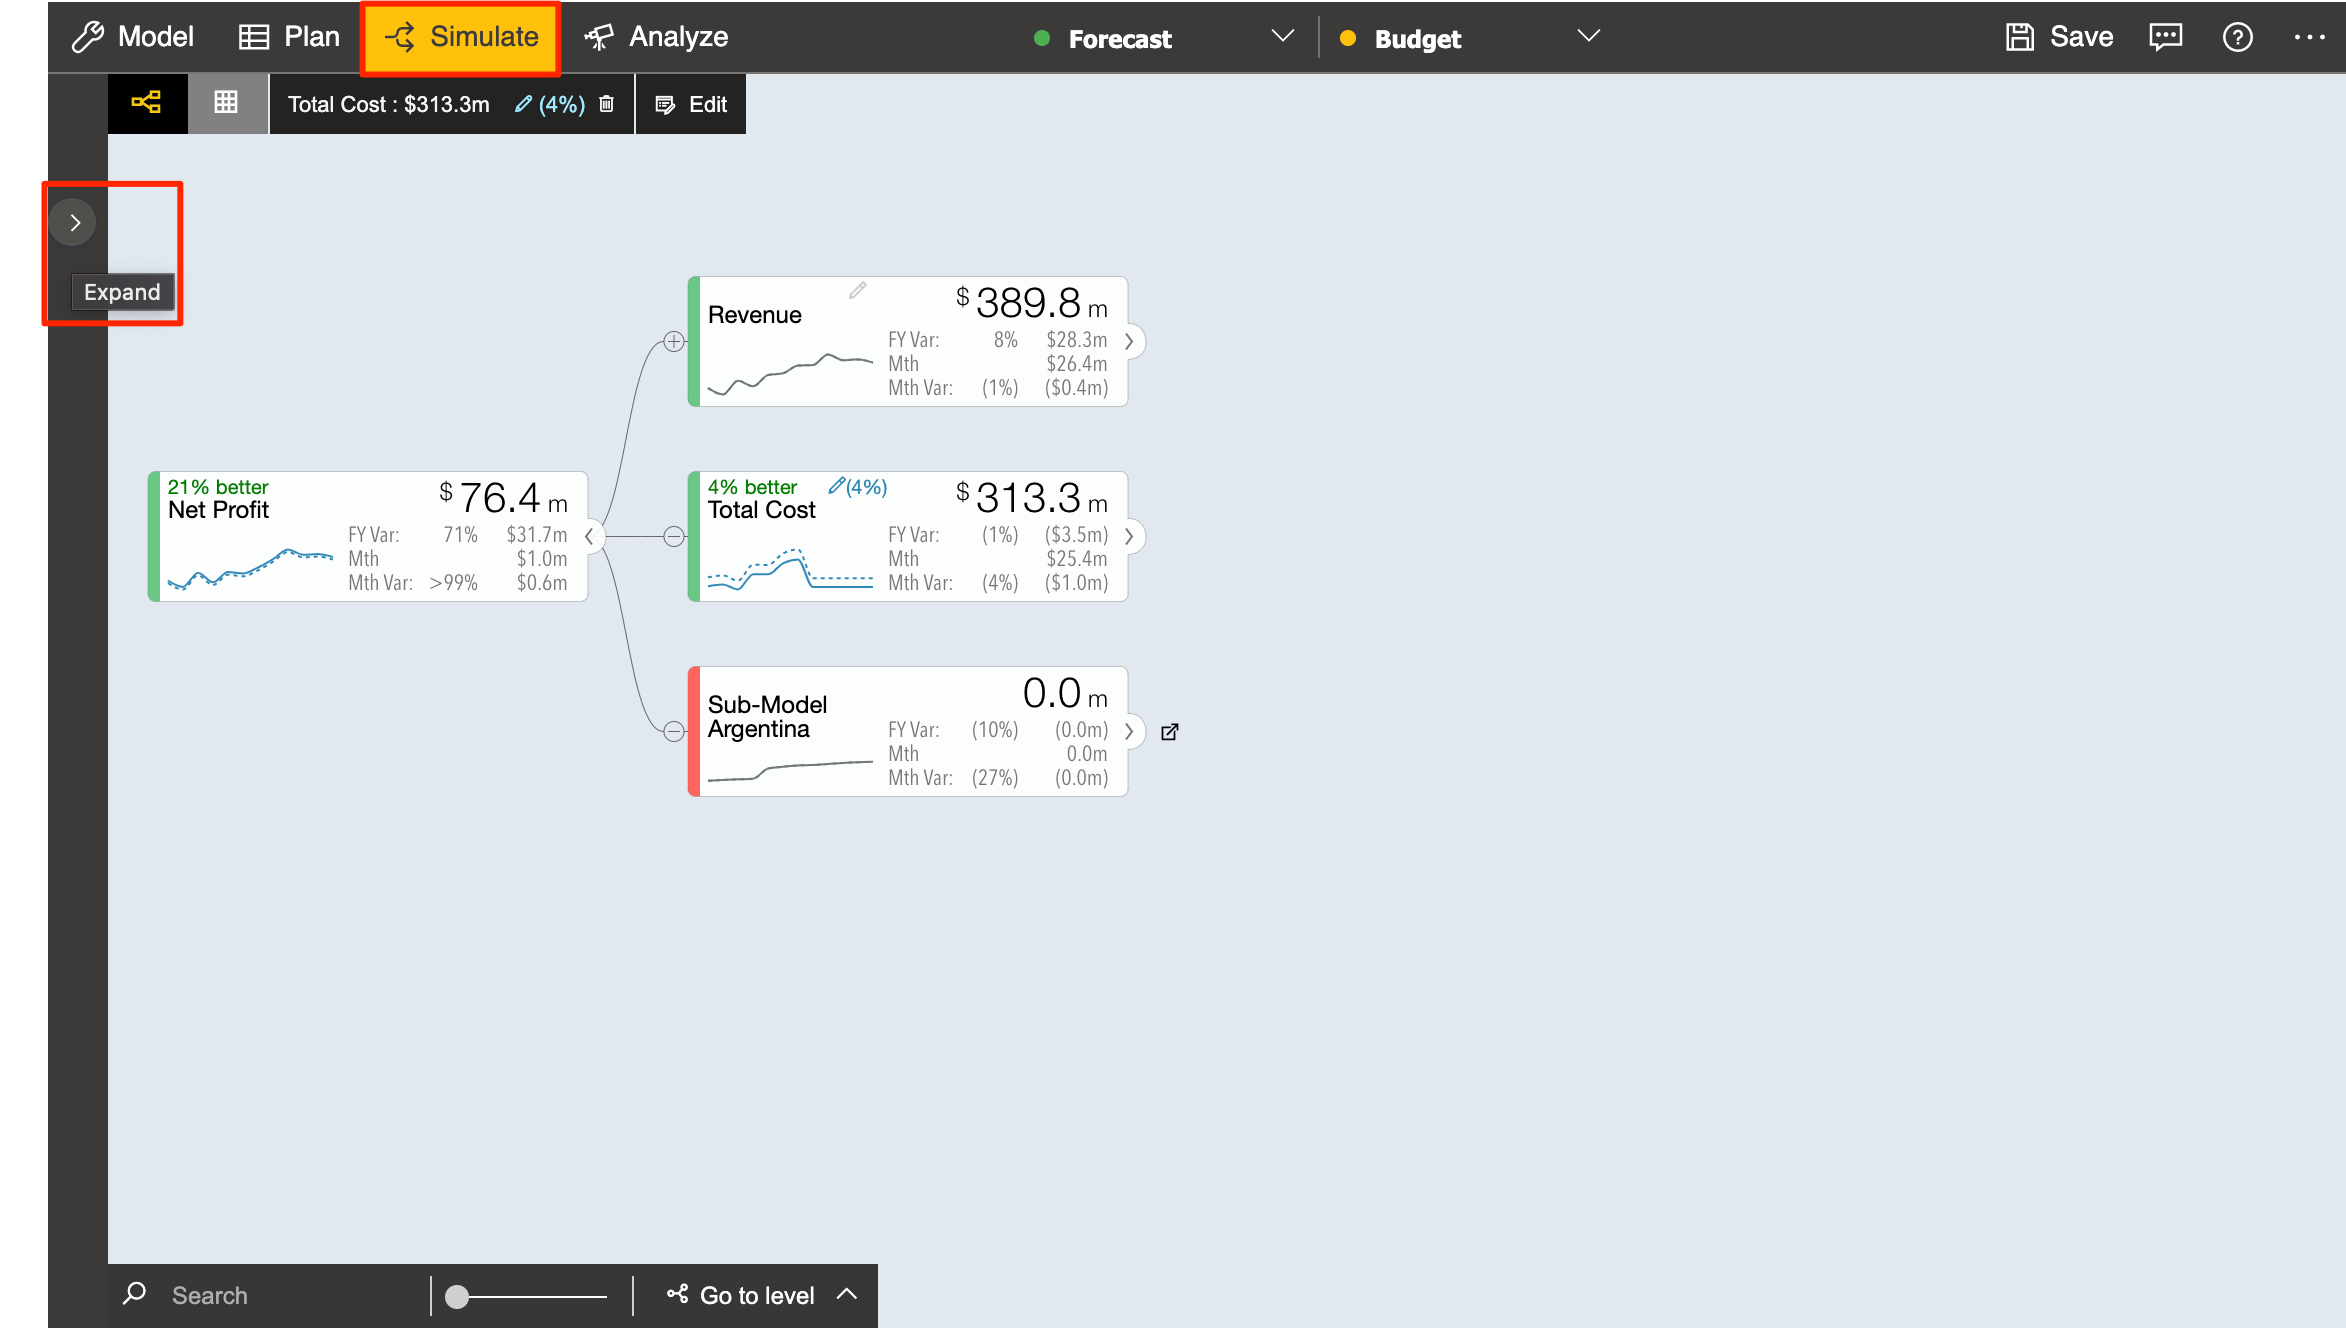 Model Plan Simulate Analyze Forecast Budget Save
Total Cost : $313.3m (4%) Edit
Expand
Revenue $ 389.8 m
FY Var: 8% $28.3m
Mth $26.4m
Mth Var: (1%) ($0.4m)
21% better
Net Profit $ 76.4 m
FY Var: 71% $31.7m
Mth $1.0m
Mth Var: >99% $0.6m
4% better (4%)
Total Cost $ 313.3 m
FY Var: (1%) ($3.5m)
Mth $25.4m
Mth Var: (4%) ($1.0m)
Sub-Model
Argentina 0.0 m
FY Var: (10%) (0.0m)
Mth 0.0m
Mth Var: (27%) (0.0m)
Search Go to level